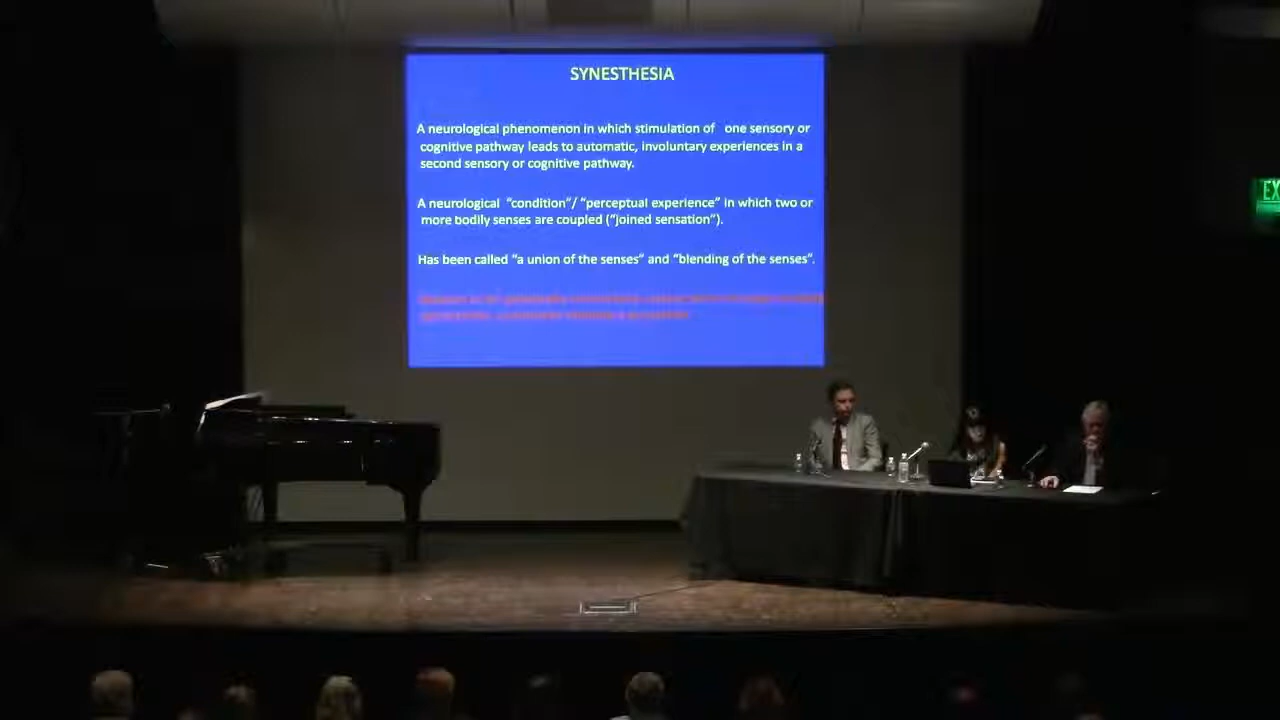 SYNESTHESIA
A neurological phenomenon in which stimulation of one sensory or
cognitive pathway leads to automatic, involuntary experiences in a
second sensory or cognitive pathway.
A neurological "condition"/ "perceptual experience" in which two or
more bodily senses are coupled ("joined sensation").
Has been called "a union of the senses" and "blending of the senses".
EX